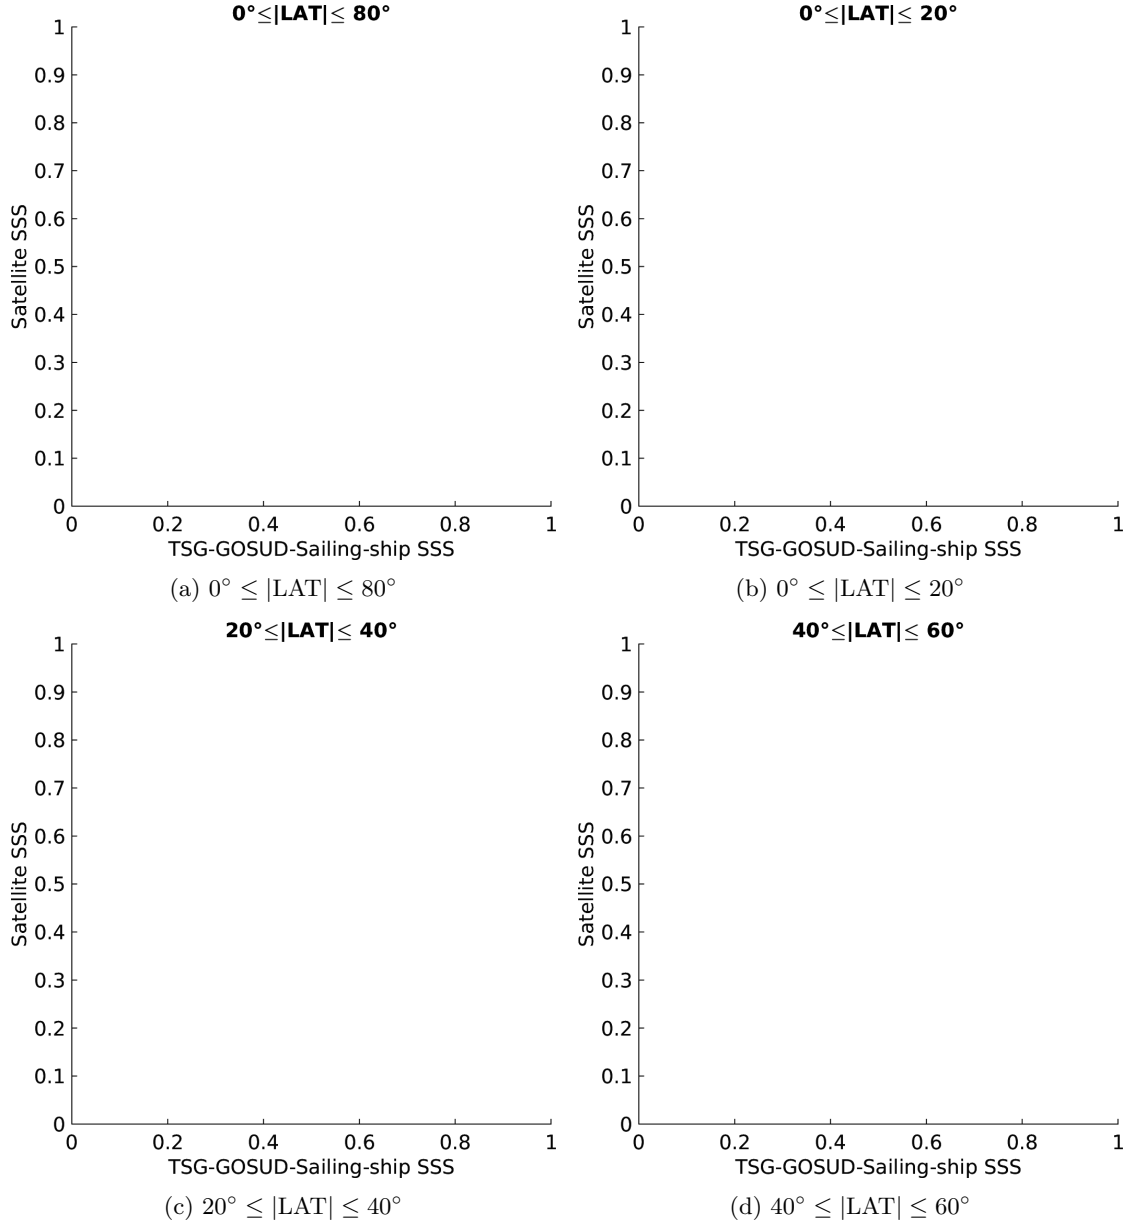 0°≤|LAT|≤ 80°
1
0.9
0.8
0.7
0.6
0.5
0.4
0.3
0.2
0.1
0
Satellite SSS
0 0.2 0.4 0.6 0.8 1
TSG-GOSUD-Sailing-ship SSS
(a) 0° ≤ |LAT| ≤ 80°
0°≤|LAT|≤ 20°
1
0.9
0.8
0.7
0.6
0.5
0.4
0.3
0.2
0.1
0
Satellite SSS
0 0.2 0.4 0.6 0.8 1
TSG-GOSUD-Sailing-ship SSS
(b) 0° ≤ |LAT| ≤ 20°
20°≤|LAT|≤ 40°
1
0.9
0.8
0.7
0.6
0.5
0.4
0.3
0.2
0.1
0
Satellite SSS
0 0.2 0.4 0.6 0.8 1
TSG-GOSUD-Sailing-ship SSS
(c) 20° ≤ |LAT| ≤ 40°
40°≤|LAT|≤ 60°
1
0.9
0.8
0.7
0.6
0.5
0.4
0.3
0.2
0.1
0
Satellite SSS
0 0.2 0.4 0.6 0.8 1
TSG-GOSUD-Sailing-ship SSS
(d) 40° ≤ |LAT| ≤ 60°